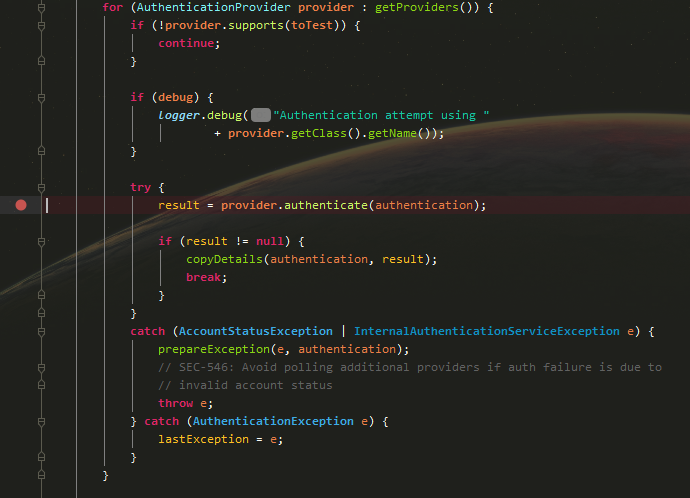 for (AuthenticationProvider provider : getProviders()) {
if (!provider.supports(toTest)) {
continue;
}
if (debug) {
logger.debug( "Authentication attempt using "
+ provider.getClass().getName());
}
try {
result = provider.authenticate(authentication);
if (result != null) {
copyDetails(authentication, result);
break;
}
}
catch (AccountStatusException | InternalAuthenticationServiceException e) {
prepareException(e, authentication);
// SEC-546: Avoid polling additional providers if auth failure is due to
// invalid account status
throw e;
} catch (AuthenticationException e) {
lastException = e;
}
}